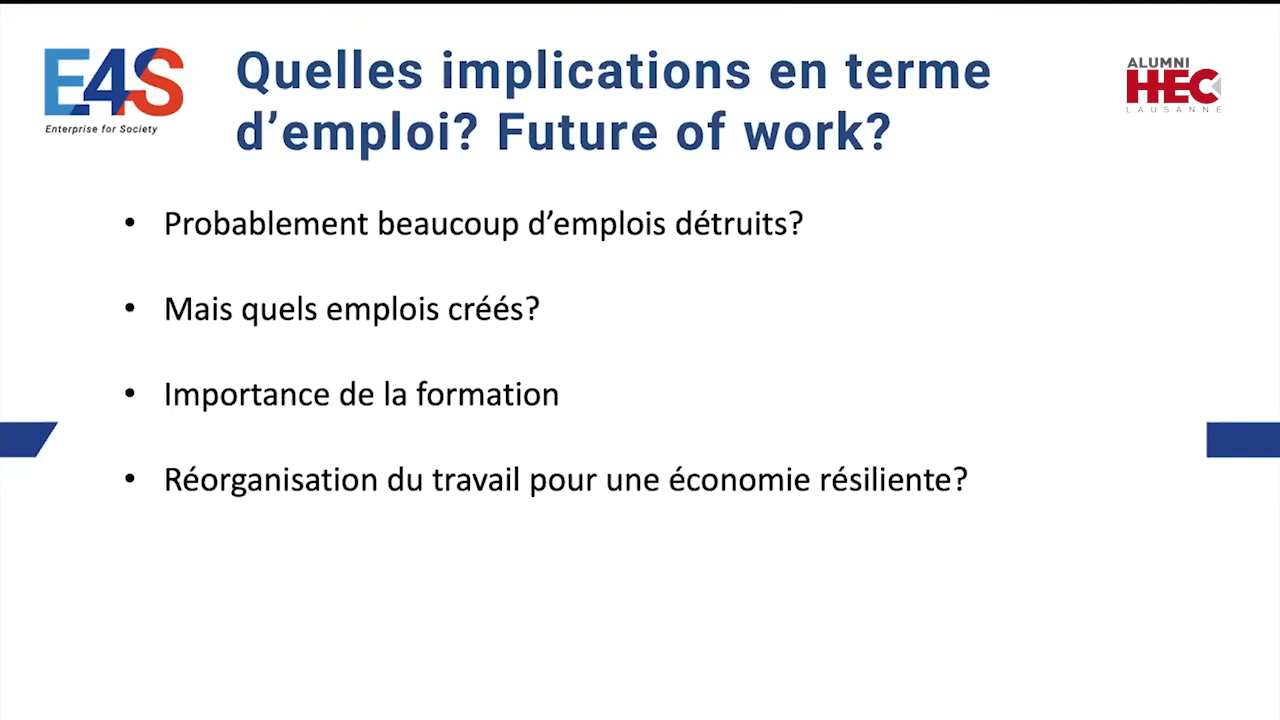 E4S
Enterprise for Society
Quelles implications en terme
d’emploi? Future of work?
ALUMNI
HEC
LAUSANNE
• Probablement beaucoup d’emplois détruits?
• Mais quels emplois créés?
• Importance de la formation
• Réorganisation du travail pour une économie résiliente?